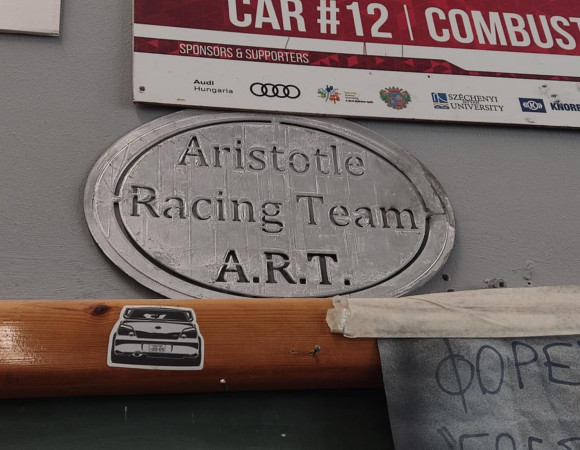 CAR #12 | COMBUST
SPONSORS & SUPPORTERS
Audi
Hungaria
SZÉCHENYI
UNIVERSITY
KNORR
Aristotle
Racing Team
A.R.T.
ΦΟΡΕ